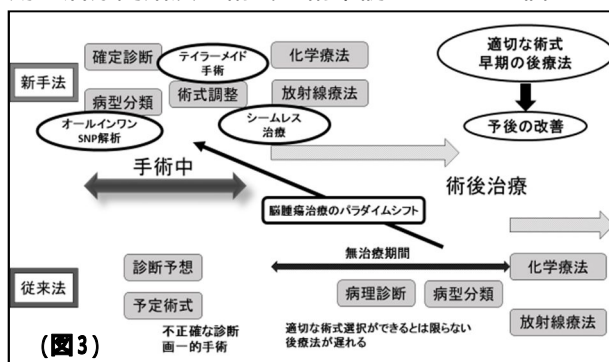 新手法
確定診断
病型分類
オールインワン
SNP解析
テイラーメイド
手術
術式調整
シームレス
治療
化学療法
放射線療法
適切な術式
早期の後療法
予後の改善
手術中
術後治療
脳腫瘍治療のパラダイムシフト
従来法
診断予想
予定術式
不正確な診断
画一的手術
無治療期間
病理診断
病型分類
適切な術式選択ができるとは限らない
後療法が遅れる
化学療法
放射線療法
(図3)